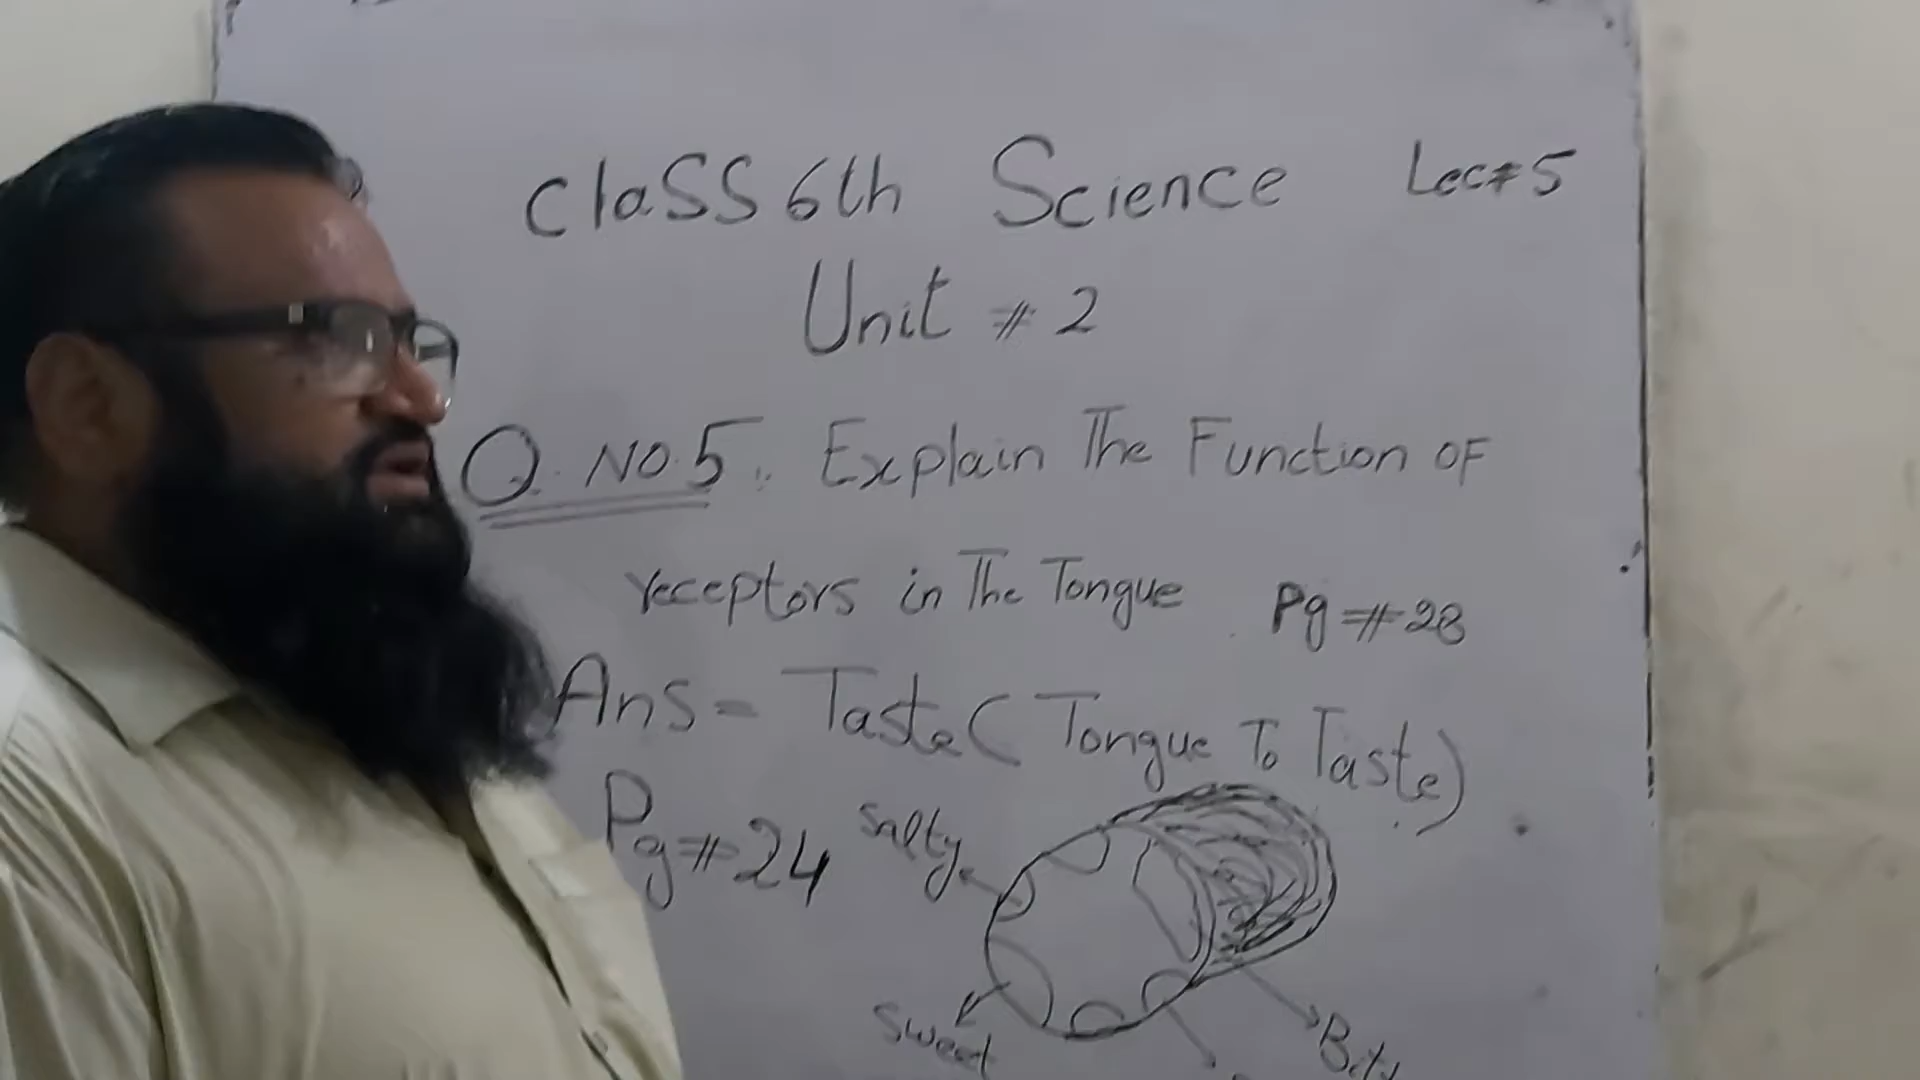 ClaSS 6th Science Lec#5
Unit # 2
Q. NO.5: Explain The Function OF
receptors in The Tongue Pg#28
Ans = Taste ( Tongue To Taste)
Pg#24 Salty
Sweet